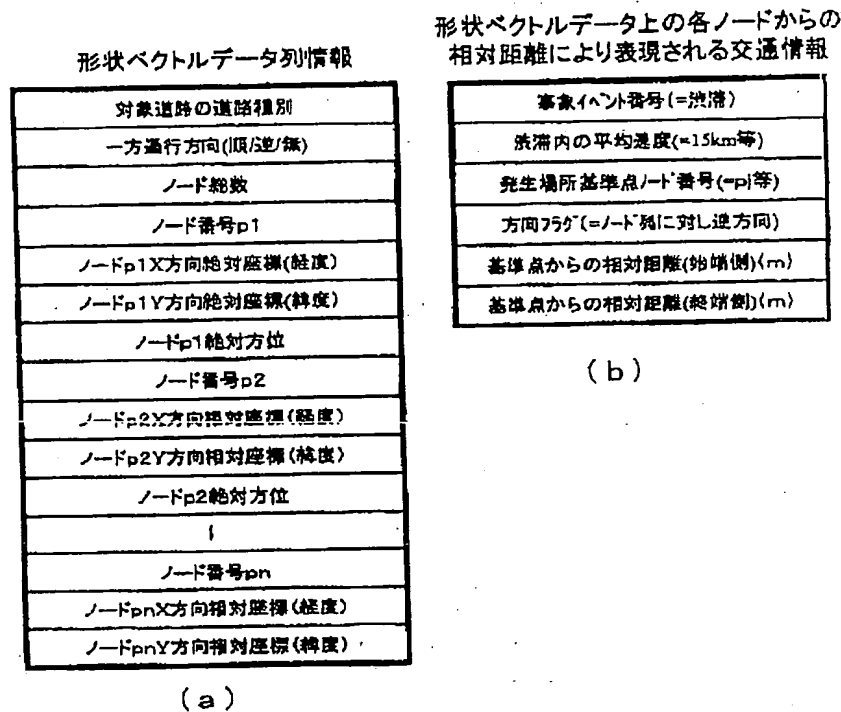 形状ベクトルデータ列情報
対象道路の道路種別
一方通行方向(順/逆/無)
ノード総数
ノード番号p1
ノードp1X方向絶対座標(経度)
ノードp1Y方向絶対座標(緯度)
ノードp1絶対方位
ノード番号p2
ノードp2X方向相対座標(経度)
ノードp2Y方向相対座標(緯度)
ノードp2絶対方位
≀
ノード番号pn
ノードpnX方向相対座標(経度)
ノードpnY方向相対座標(緯度)
(a)
形状ベクトルデータ上の各ノードからの
相対距離により表現される交通情報
事象イベント番号(=渋滞)
渋滞内の平均速度(=15km等)
発生場所基準点ノード番号(=pj等)
方向フラグ(=ノード列に対し逆方向)
基準点からの相対距離(始端側)(m)
基準点からの相対距離(終端側)(m)
(b)